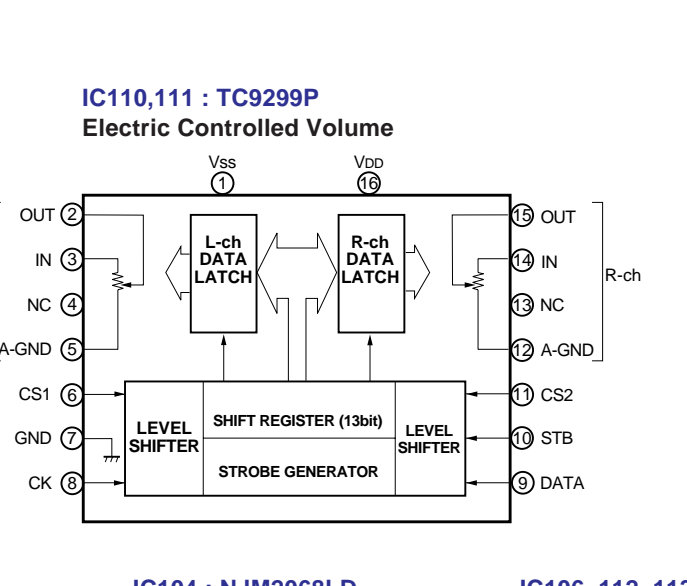 IC110,111 : TC9299P
Electric Controlled Volume
VSS
1
VDD
16
OUT 2
IN 3
NC 4
A-GND 5
CS1 6
GND 7
CK 8
L-ch
DATA
LATCH
R-ch
DATA
LATCH
LEVEL
SHIFTER
SHIFT REGISTER (13bit)
STROBE GENERATOR
LEVEL
SHIFTER
15 OUT
14 IN
13 NC
12 A-GND
R-ch
11 CS2
10 STB
9 DATA